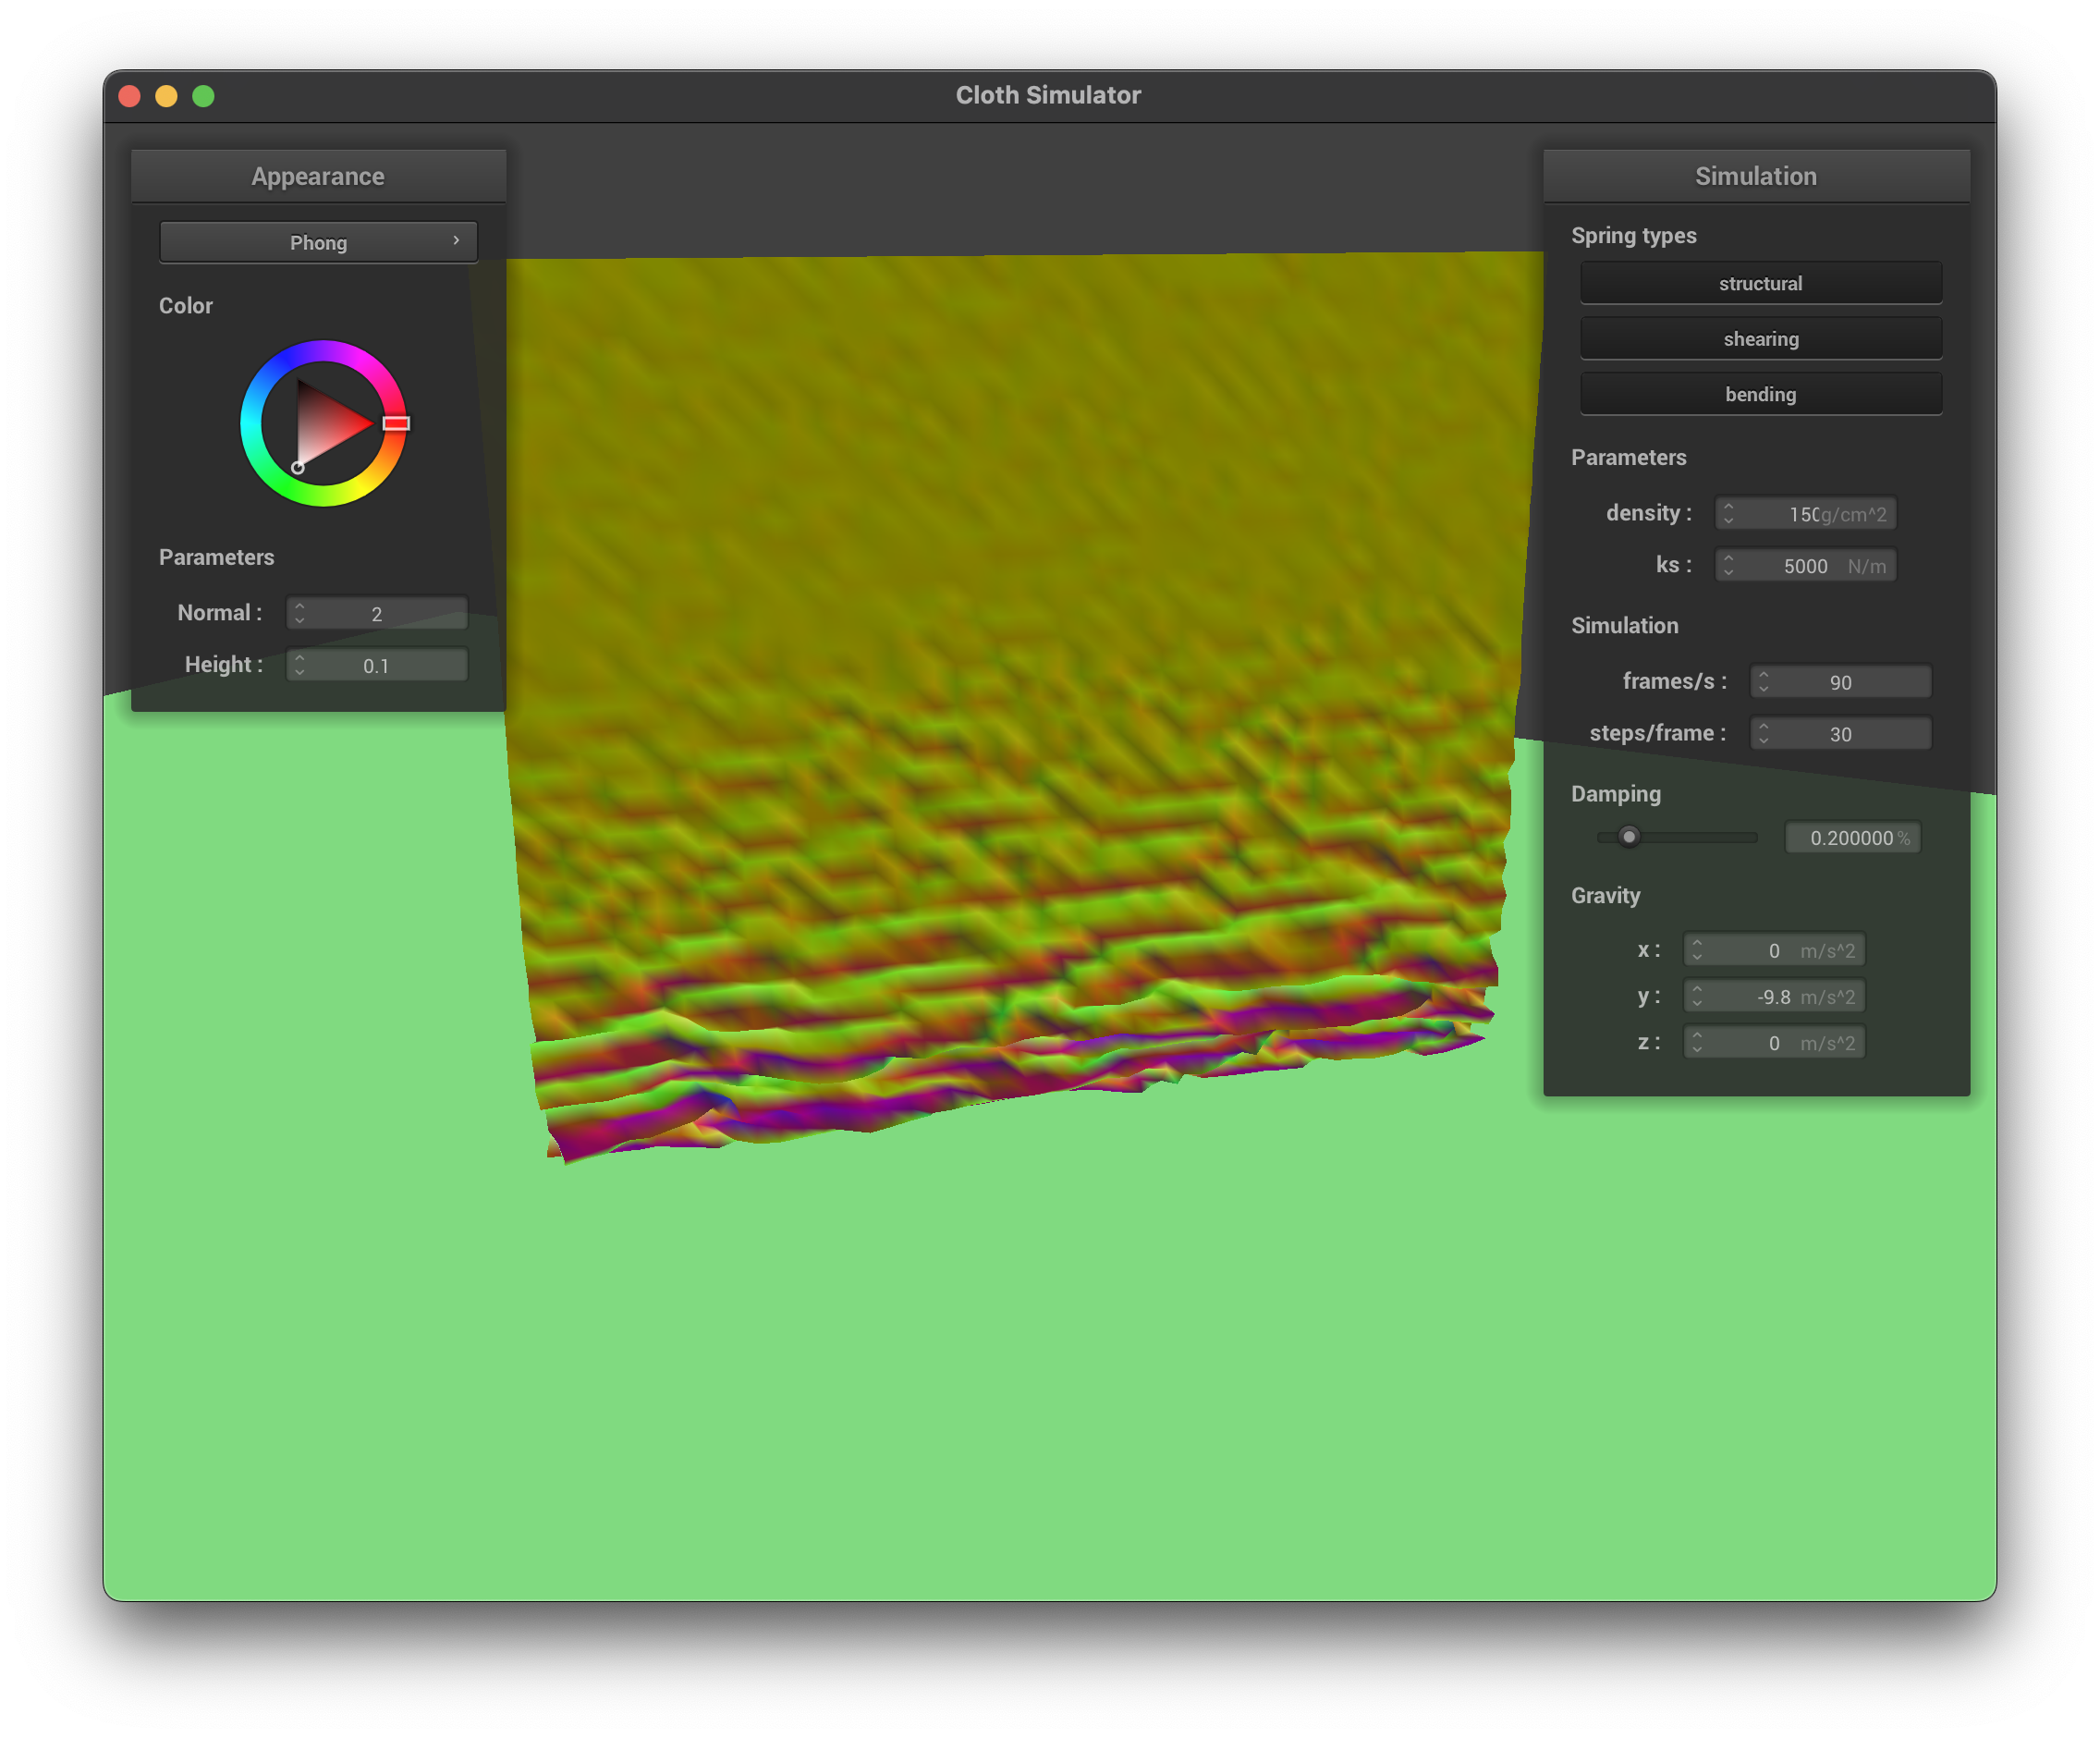 Cloth Simulator
Appearance
Phong
Color
Parameters
Normal : 2
Height : 0.1
Simulation
Spring types
structural
shearing
bending
Parameters
density : 150 g/cm^2
ks : 5000 N/m
Simulation
frames/s : 90
steps/frame : 30
Damping
0.200000 %
Gravity
x : 0 m/s^2
y : -9.8 m/s^2
z : 0 m/s^2